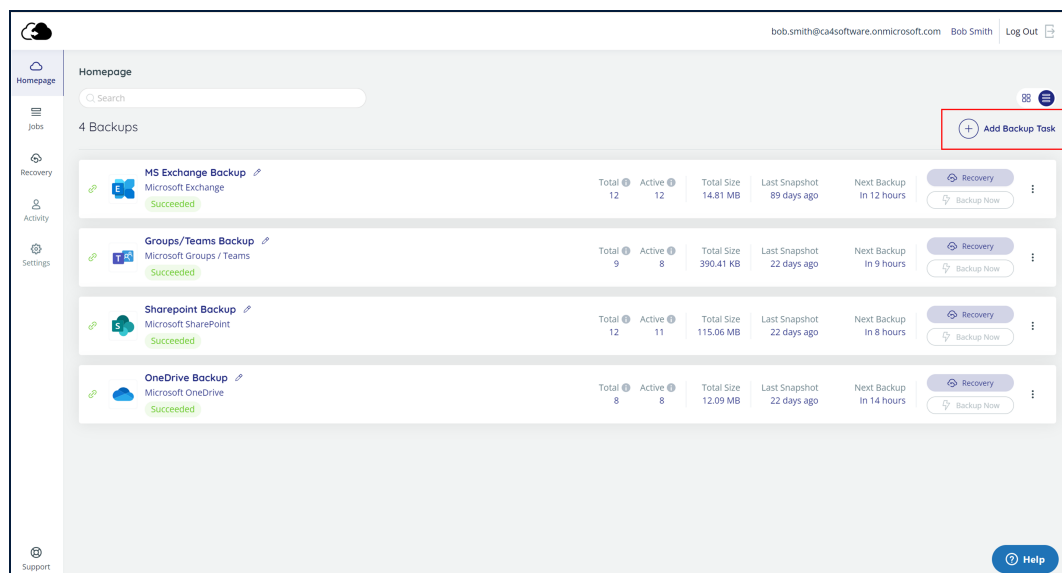 bob.smith@ca4software.onmicrosoft.com Bob Smith Log Out
Homepage
Jobs
Recovery
Activity
Settings
Support
Homepage
Search
4 Backups
+ Add Backup Task
MS Exchange Backup
Microsoft Exchange
Succeeded
Total Active Total Size Last Snapshot Next Backup
12 12 14.81 MB 89 days ago In 12 hours
Recovery
Backup Now
Groups/Teams Backup
Microsoft Groups / Teams
Succeeded
Total Active Total Size Last Snapshot Next Backup
9 8 390.41 KB 22 days ago In 9 hours
Recovery
Backup Now
Sharepoint Backup
Microsoft SharePoint
Succeeded
Total Active Total Size Last Snapshot Next Backup
12 11 115.06 MB 22 days ago In 8 hours
Recovery
Backup Now
OneDrive Backup
Microsoft OneDrive
Succeeded
Total Active Total Size Last Snapshot Next Backup
8 8 12.09 MB 22 days ago In 14 hours
Recovery
Backup Now
? Help